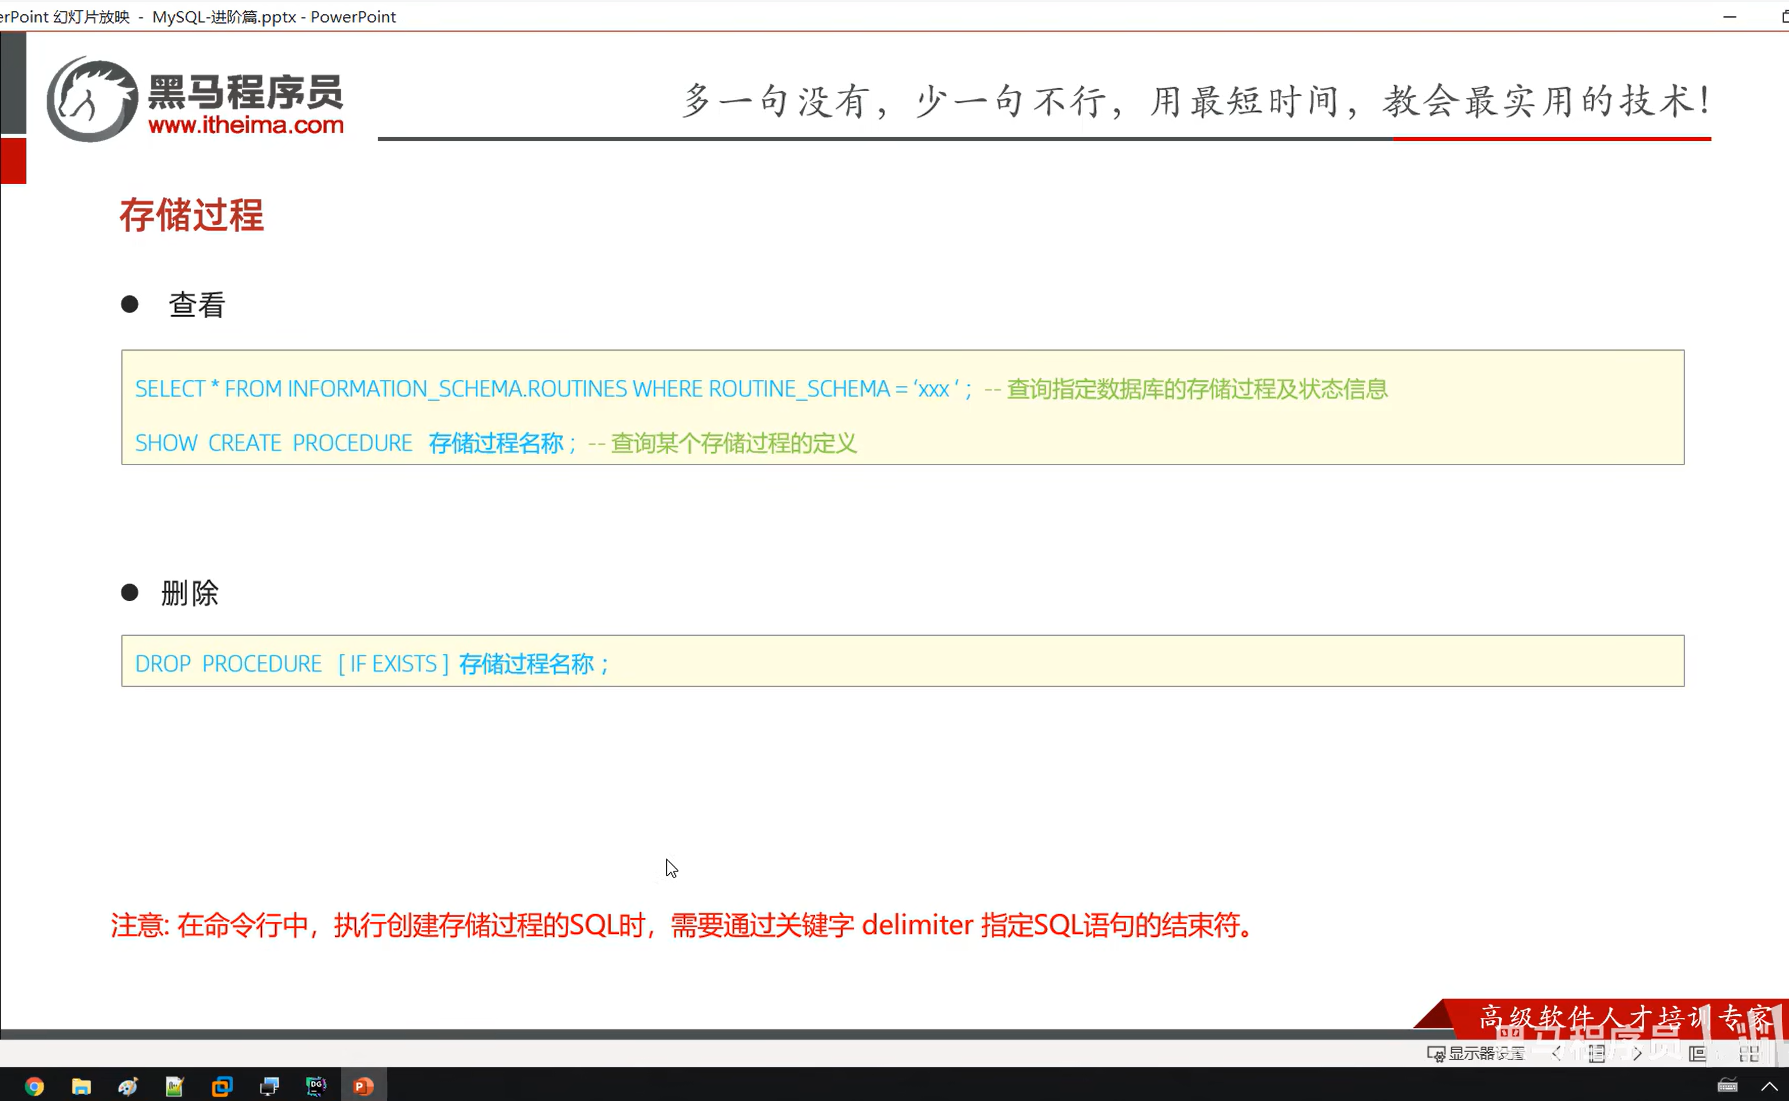 erPoint 幻灯片放映 - MySQL-进阶篇.pptx - PowerPoint
黑马程序员
www.itheima.com
多一句没有，少一句不行，用最短时间，教会最实用的技术！
存储过程
● 查看
SELECT * FROM INFORMATION_SCHEMA.ROUTINES WHERE ROUTINE_SCHEMA = ‘xxx ‘ ; -- 查询指定数据库的存储过程及状态信息
SHOW CREATE PROCEDURE 存储过程名称 ; -- 查询某个存储过程的定义
● 删除
DROP PROCEDURE [ IF EXISTS ] 存储过程名称 ;
注意: 在命令行中，执行创建存储过程的SQL时，需要通过关键字 delimiter 指定SQL语句的结束符。
高级软件人才培训专家
黑马程序员
显示器设置